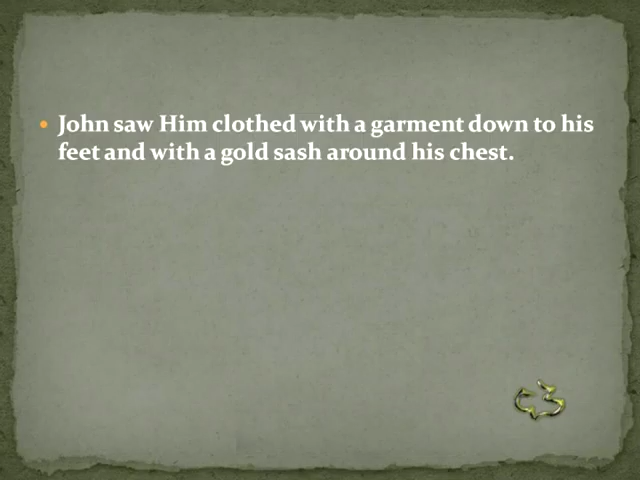 John saw Him clothed with a garment down to his
feet and with a gold sash around his chest.